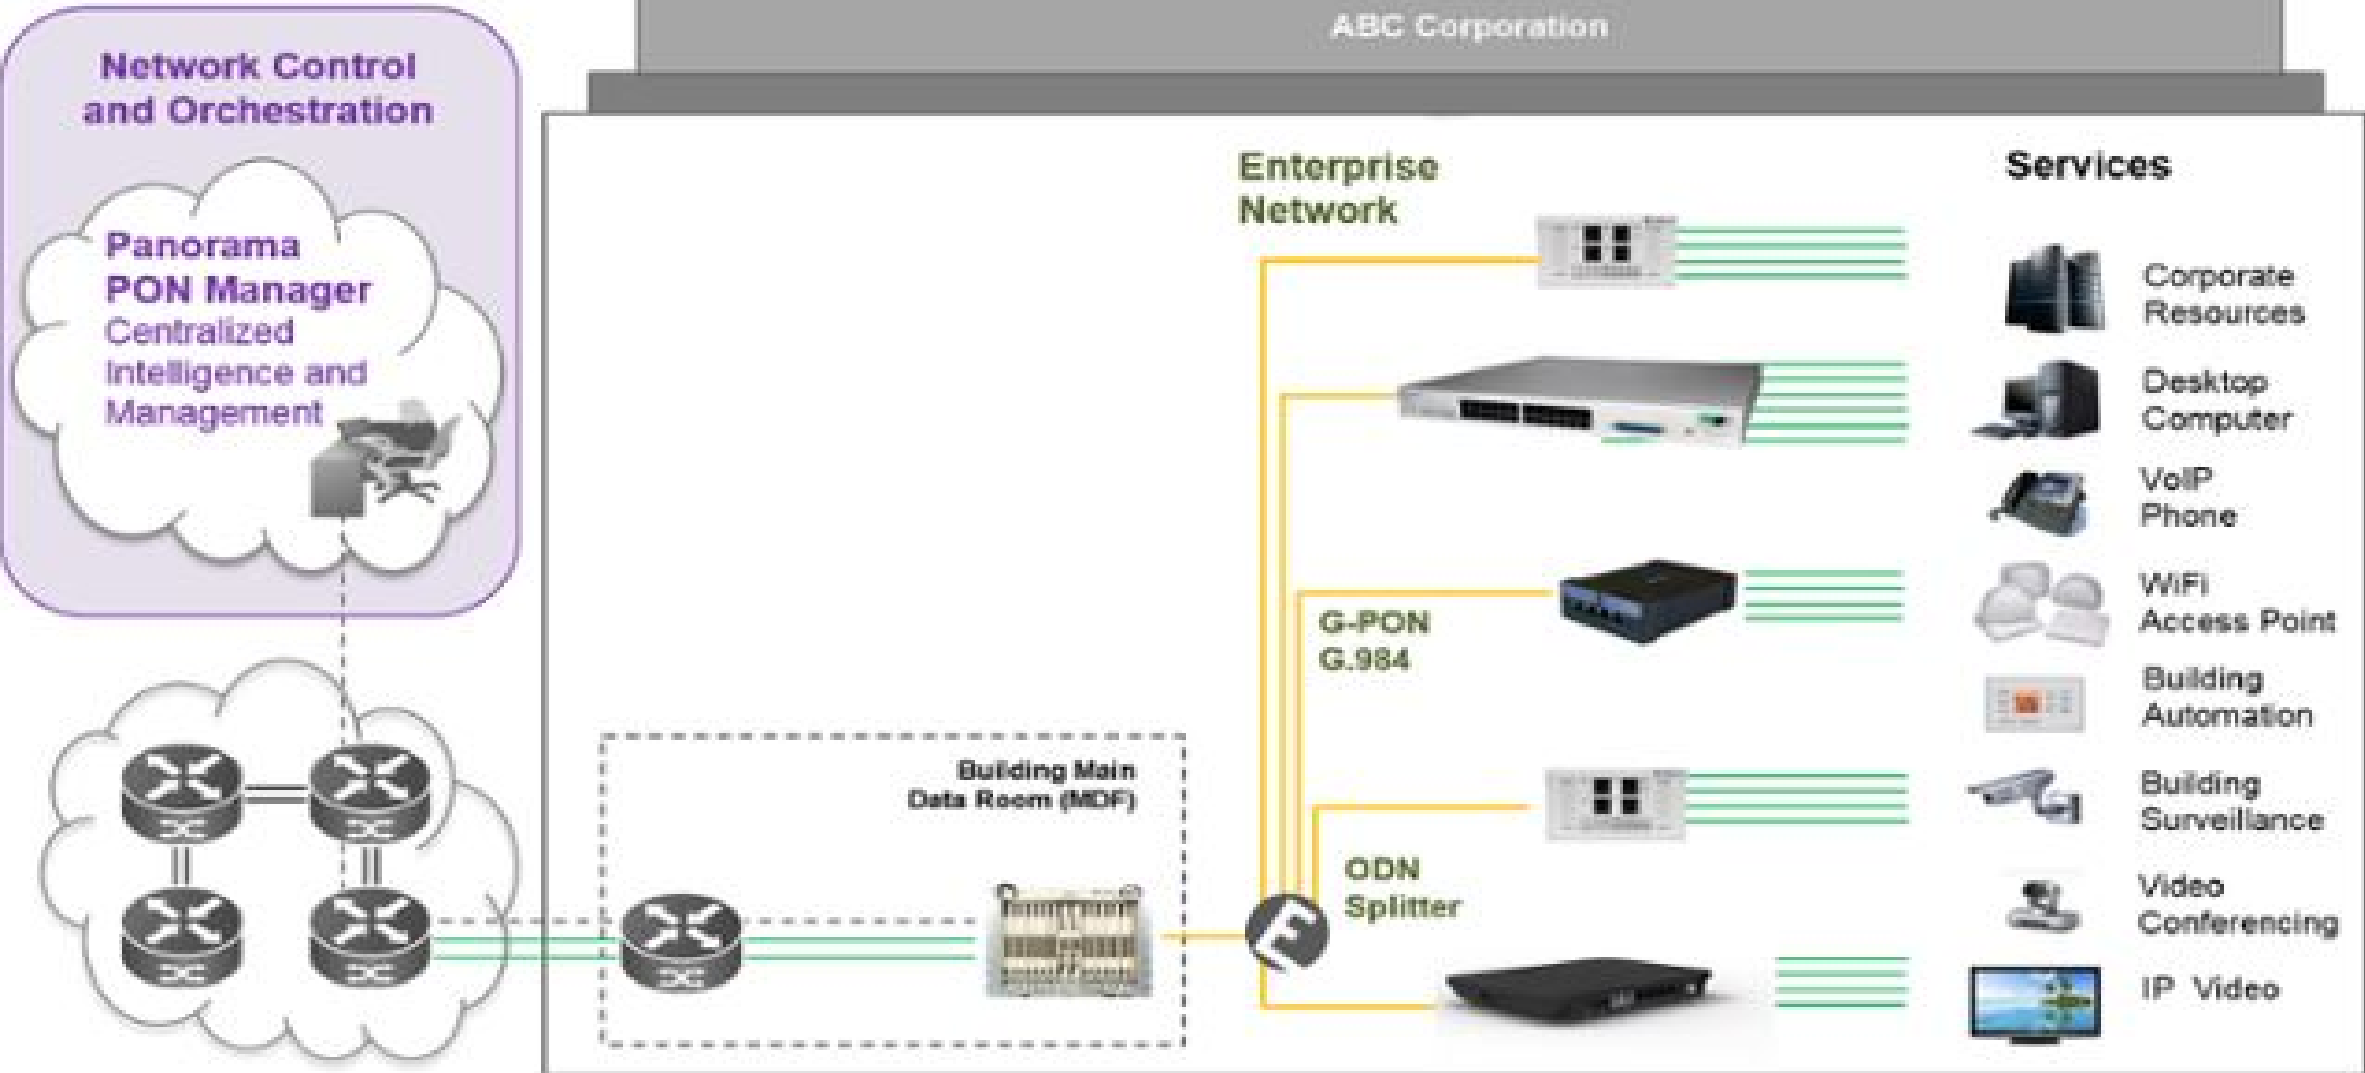 ABC Corporation
Network Control
and Orchestration
Panorama
PON Manager
Centralized
Intelligence and
Management
Enterprise
Network
Services
Corporate
Resources
Desktop
Computer
VoIP
Phone
G-PON
G.984
WiFi
Access Point
Building
Automation
Building Main
Data Room (MDF)
Building
Surveillance
ODN
Splitter
Video
Conferencing
IP Video